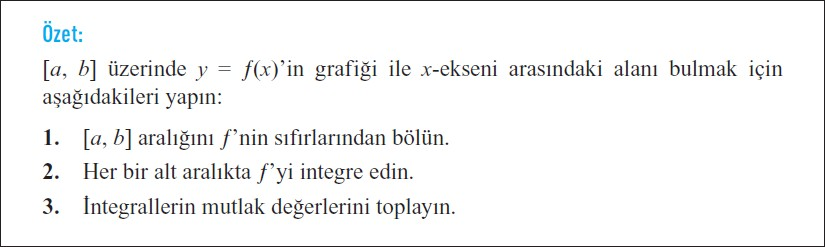 Özet:
[a, b] üzerinde y = f(x)’in grafiği ile x-ekseni arasındaki alanı bulmak için
aşağıdakileri yapın:
1. [a, b] aralığını f’nin sıfırlarından bölün.
2. Her bir alt aralıkta f’yi integre edin.
3. İntegrallerin mutlak değerlerini toplayın.